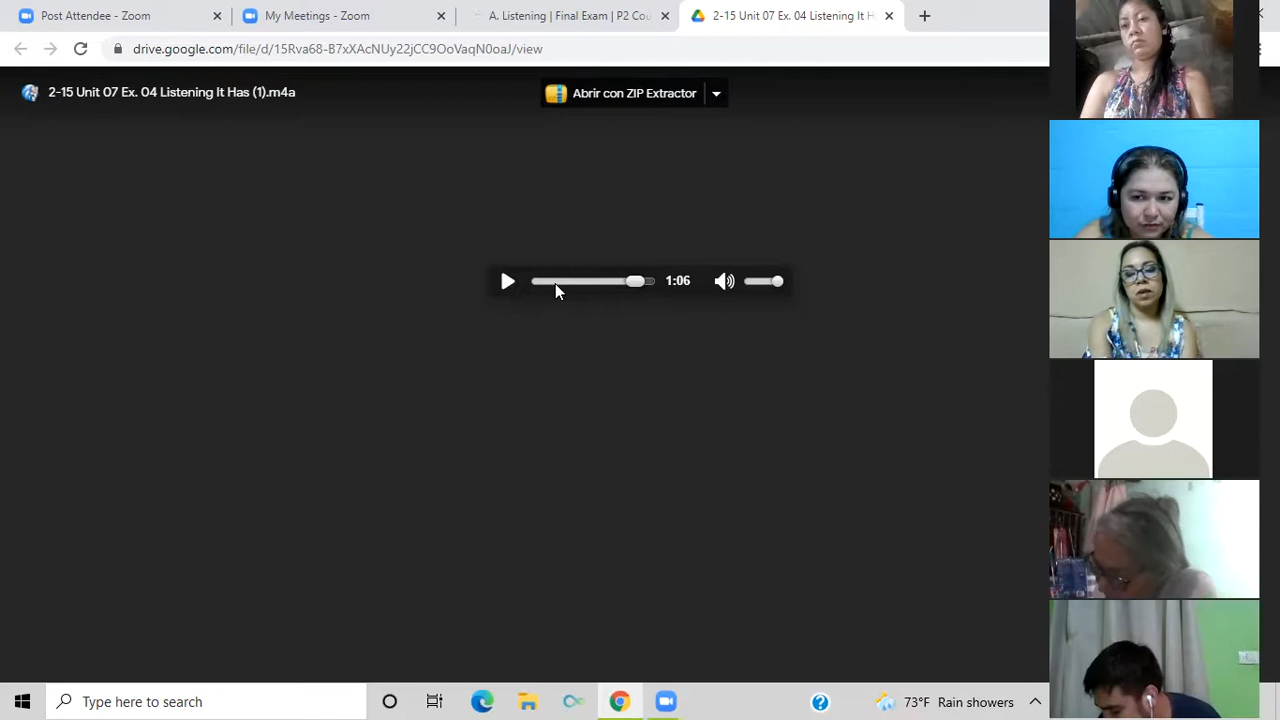 Post Attendee - Zoom
My Meetings - Zoom
A. Listening | Final Exam | P2 Cou
2-15 Unit 07 Ex. 04 Listening It H
drive.google.com/file/d/15Rva68-B7xXAcNUy22jCC9OoVaqN0oaJ/view
2-15 Unit 07 Ex. 04 Listening It Has (1).m4a
Abrir con ZIP Extractor
1:06
Type here to search
73°F Rain showers